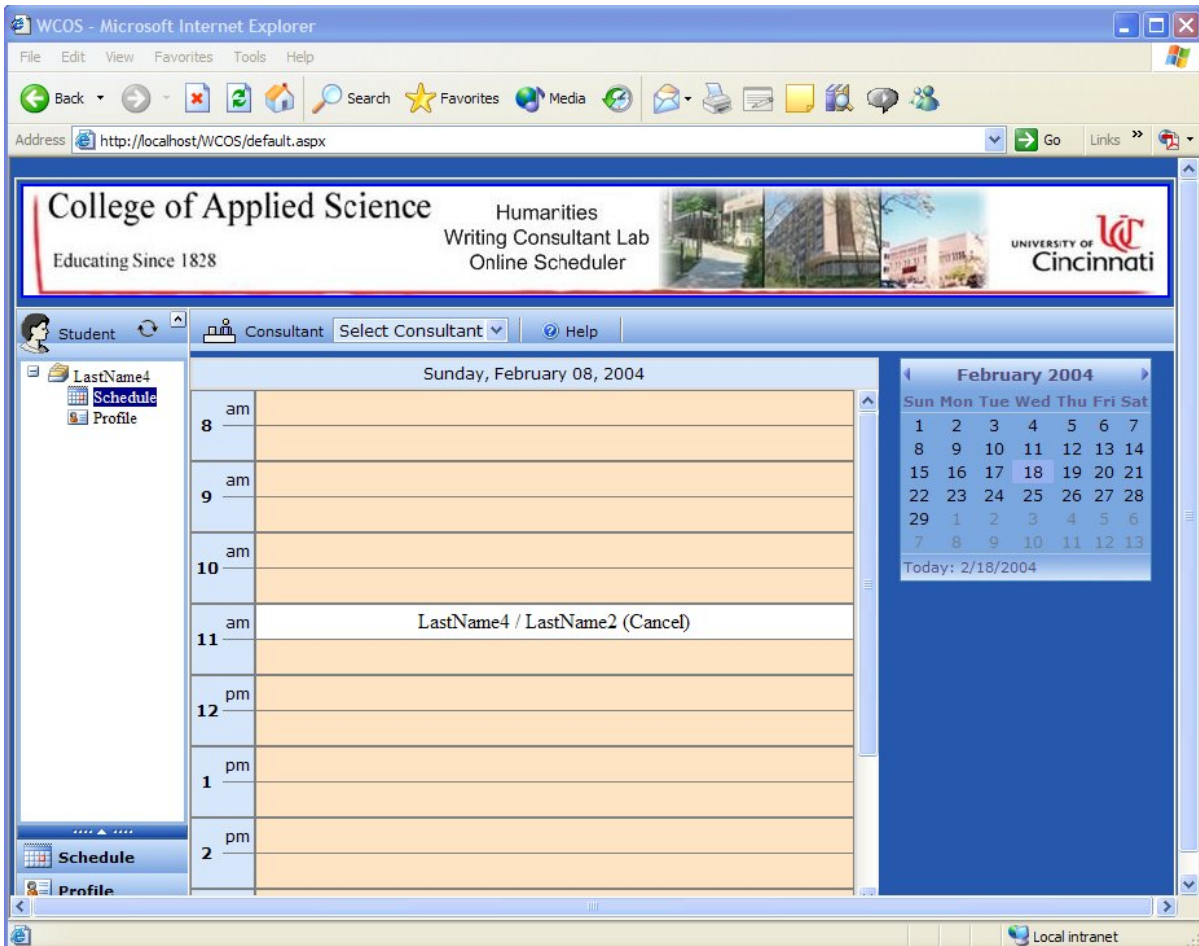 WCOS - Microsoft Internet Explorer
File Edit View Favorites Tools Help
Back Search Favorites Media
Address http://localhost/WCOS/default.aspx Go Links »
College of Applied Science
Educating Since 1828
Humanities
Writing Consultant Lab
Online Scheduler
UC
UNIVERSITY OF
Cincinnati
Student Consultant Select Consultant Help
LastName4
Schedule
Profile
Sunday, February 08, 2004
8 am
9 am
10 am
11 am LastName4 / LastName2 (Cancel)
12 pm
1 pm
2 pm
February 2004
Sun Mon Tue Wed Thu Fri Sat
1 2 3 4 5 6 7
8 9 10 11 12 13 14
15 16 17 18 19 20 21
22 23 24 25 26 27 28
29 1 2 3 4 5 6
7 8 9 10 11 12 13
Today: 2/18/2004
Schedule
Profile
Local intranet